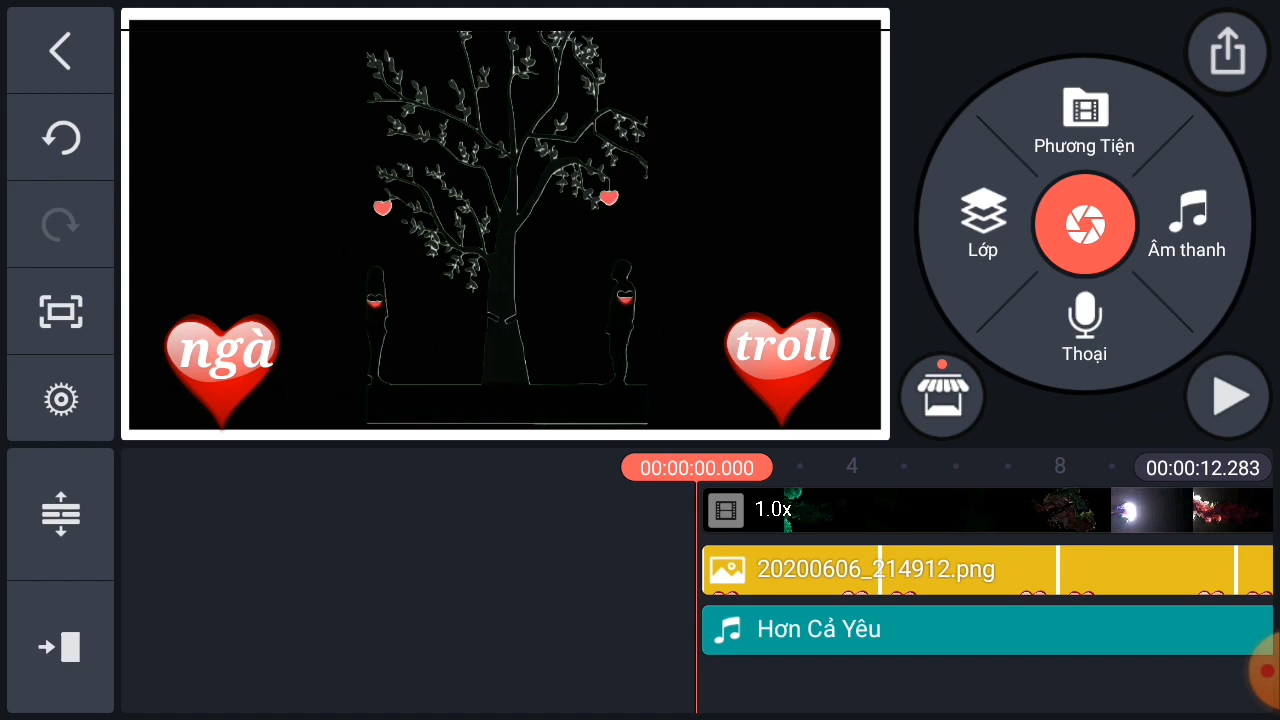 Phương Tiện
Lớp
Âm thanh
Thoại
ngà
troll
00:00:00.000
4
8
00:00:12.283
1.0x
20200606_214912.png
Hơn Cả Yêu